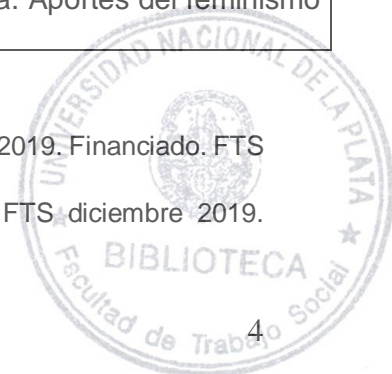 a: Aportes del feminismo
2019. Financiado. FTS
FTS diciembre 2019.
UNIVERSIDAD NACIONAL DE LA PLATA
BIBLIOTECA
Facultad de Trabajo Social
4